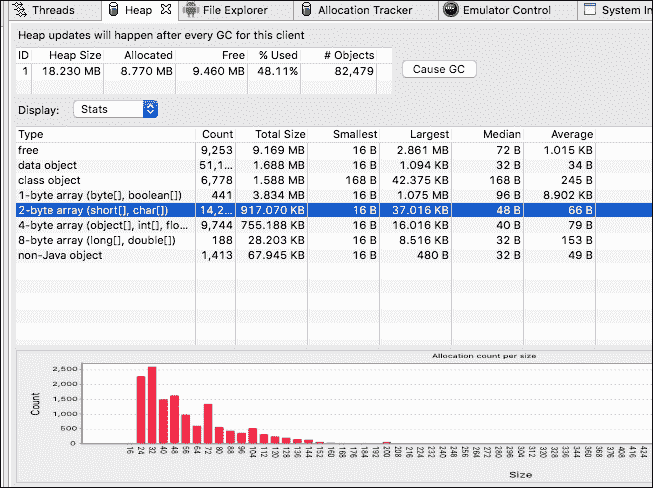 Threads Heap File Explorer Allocation Tracker Emulator Control System In
Heap updates will happen after every GC for this client
ID Heap Size Allocated Free % Used # Objects
1 18.230 MB 8.770 MB 9.460 MB 48.11% 82,479 Cause GC
Display: Stats
Type Count Total Size Smallest Largest Median Average
free 9,253 9.169 MB 16 B 2.861 MB 72 B 1.015 KB
data object 51,1... 1.688 MB 16 B 1.094 KB 32 B 34 B
class object 6,778 1.588 MB 168 B 42.375 KB 168 B 245 B
1-byte array (byte[], boolean[]) 441 3.834 MB 16 B 1.075 MB 96 B 8.902 KB
2-byte array (short[], char[]) 14,2... 917.070 KB 16 B 37.016 KB 48 B 66 B
4-byte array (object[], int[], flo... 9,744 755.188 KB 16 B 16.016 KB 40 B 79 B
8-byte array (long[], double[]) 188 28.203 KB 16 B 8.516 KB 32 B 153 B
non-Java object 1,413 67.945 KB 16 B 480 B 32 B 49 B
Allocation count per size
2,500
2,000
1,500
1,000
500
0
Count
16 24 32 40 48 56 64 72 80 88 96 104 112 120 128 136 144 152 160 168 176 184 192 200 208 216 224 232 240 248 256 264 272 280 288 296 304 312 320 328 336 344 352 360 368 376 384 392 400 408 416 424
Size